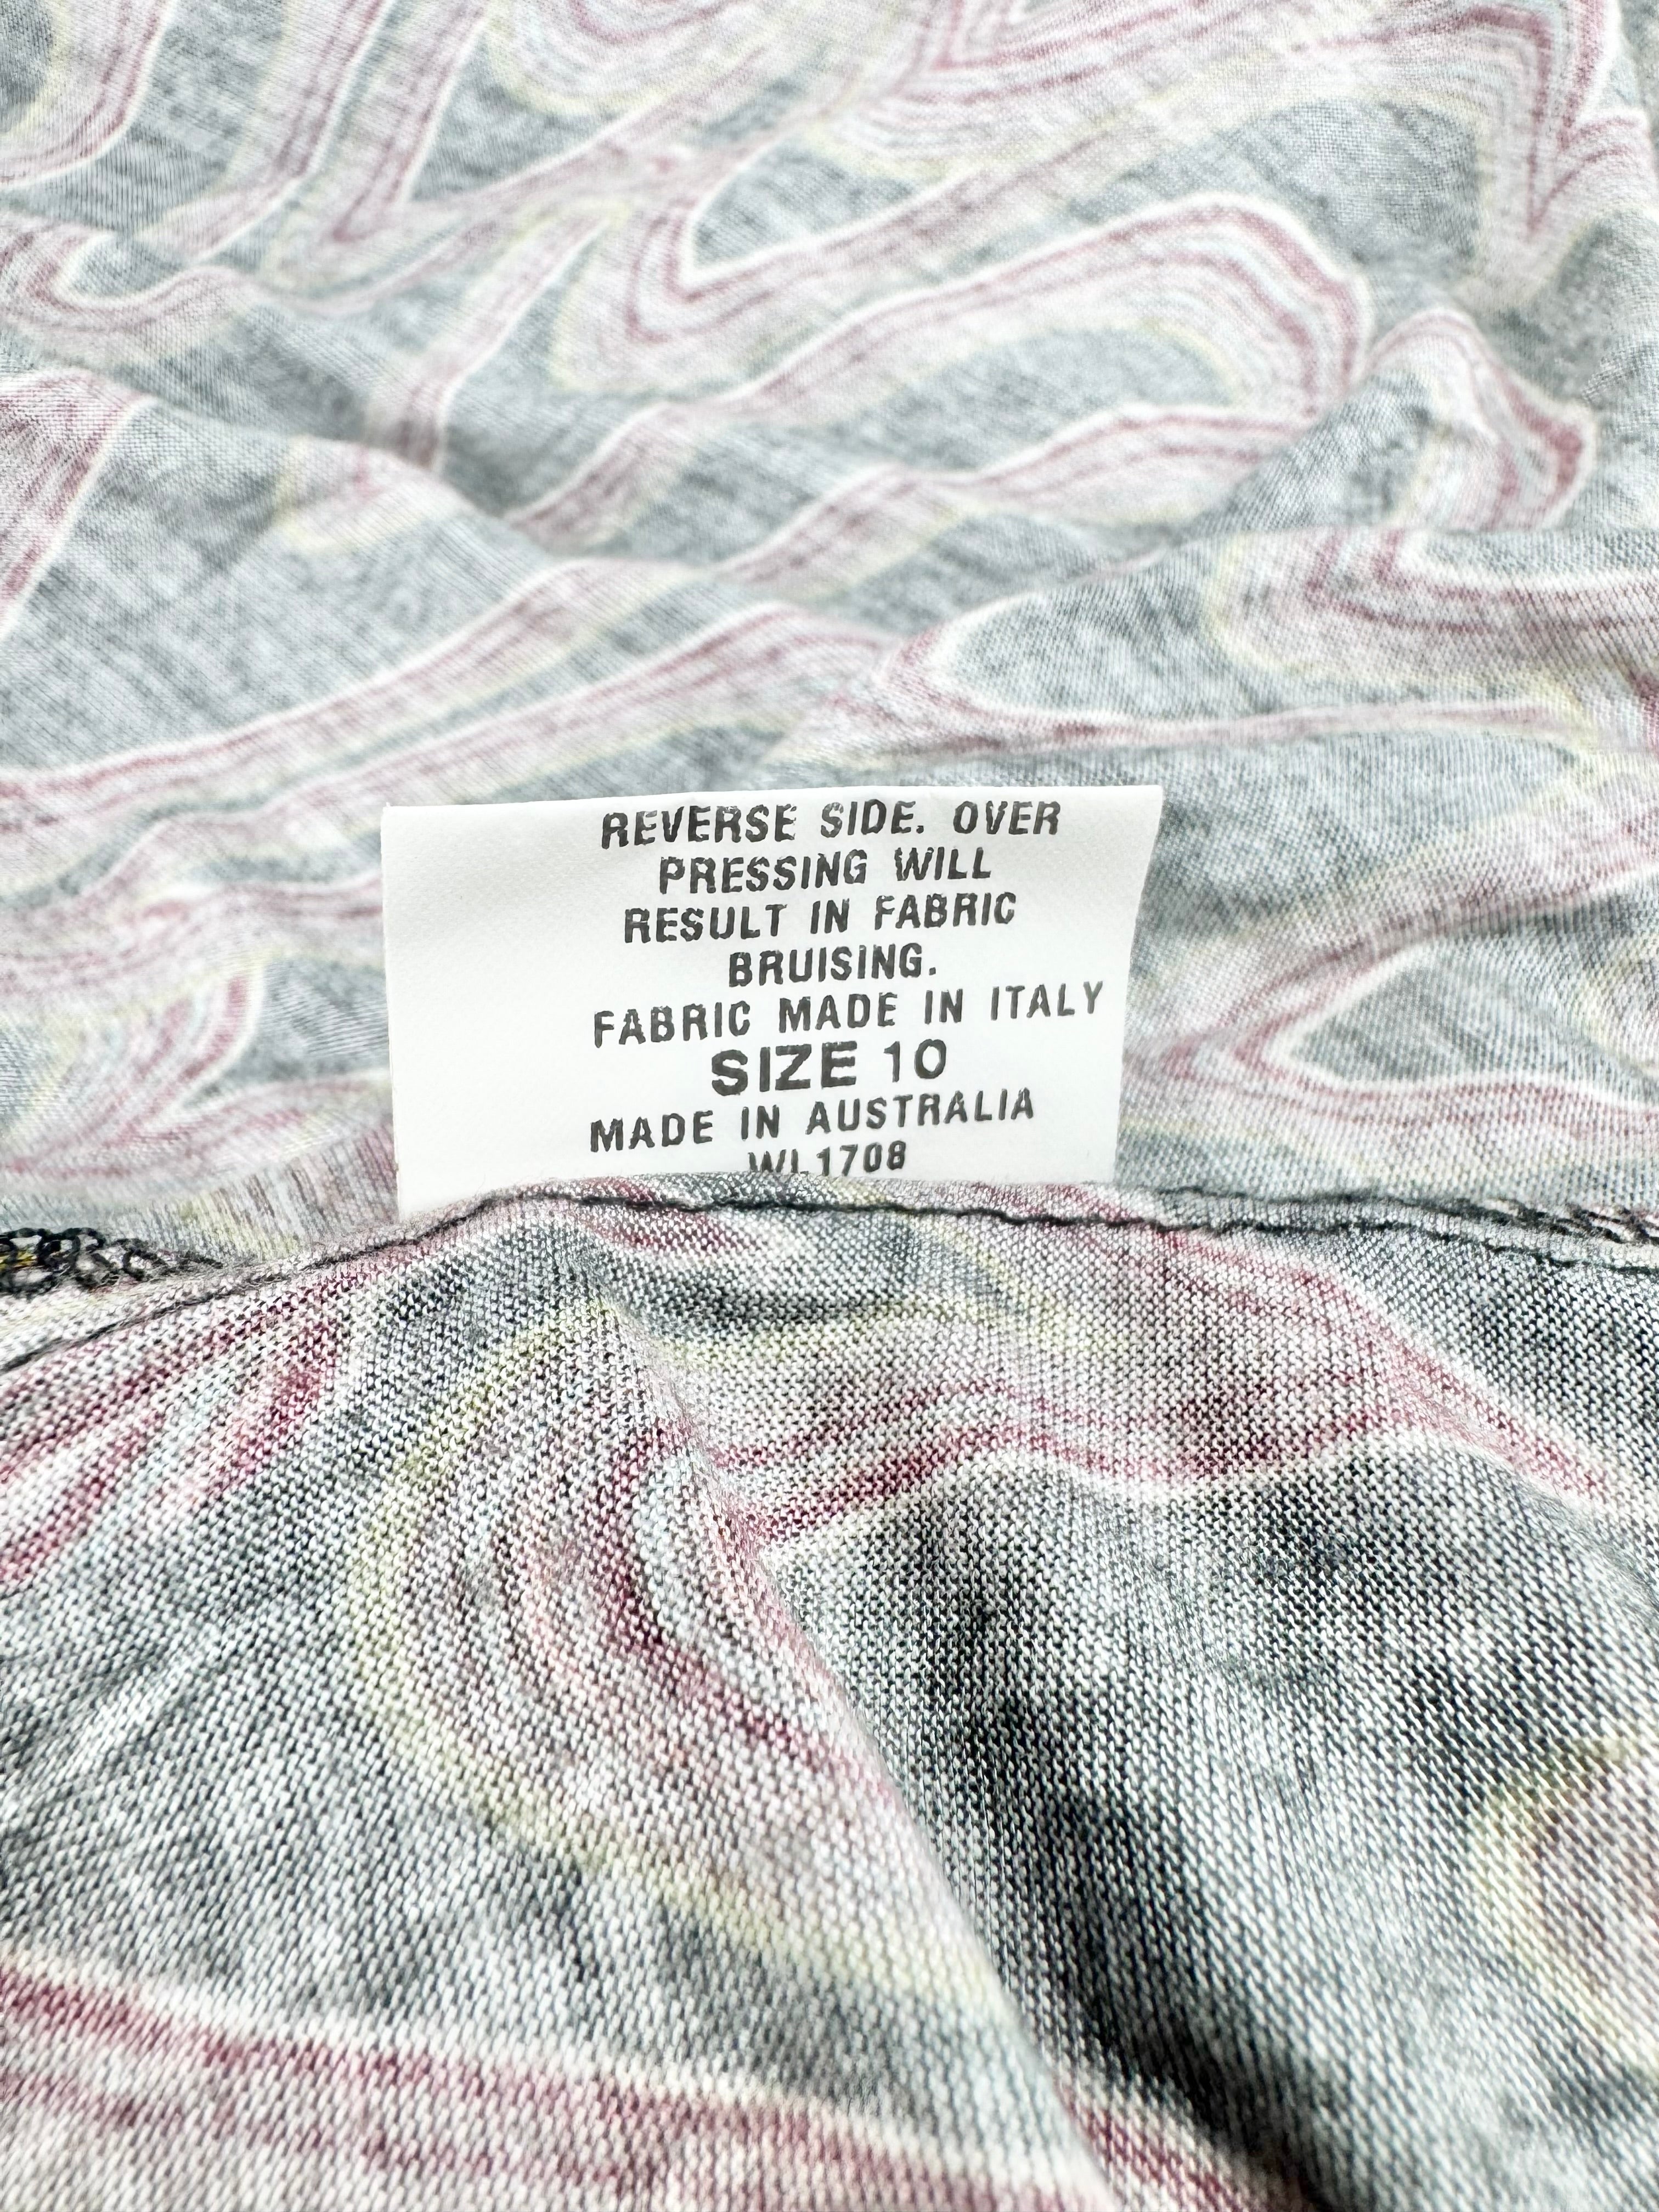 REVERSE SIDE. OVER
PRESSING WILL
RESULT IN FABRIC
BRUISING.
FABRIC MADE IN ITALY
SIZE 10
MADE IN AUSTRALIA
WL1708